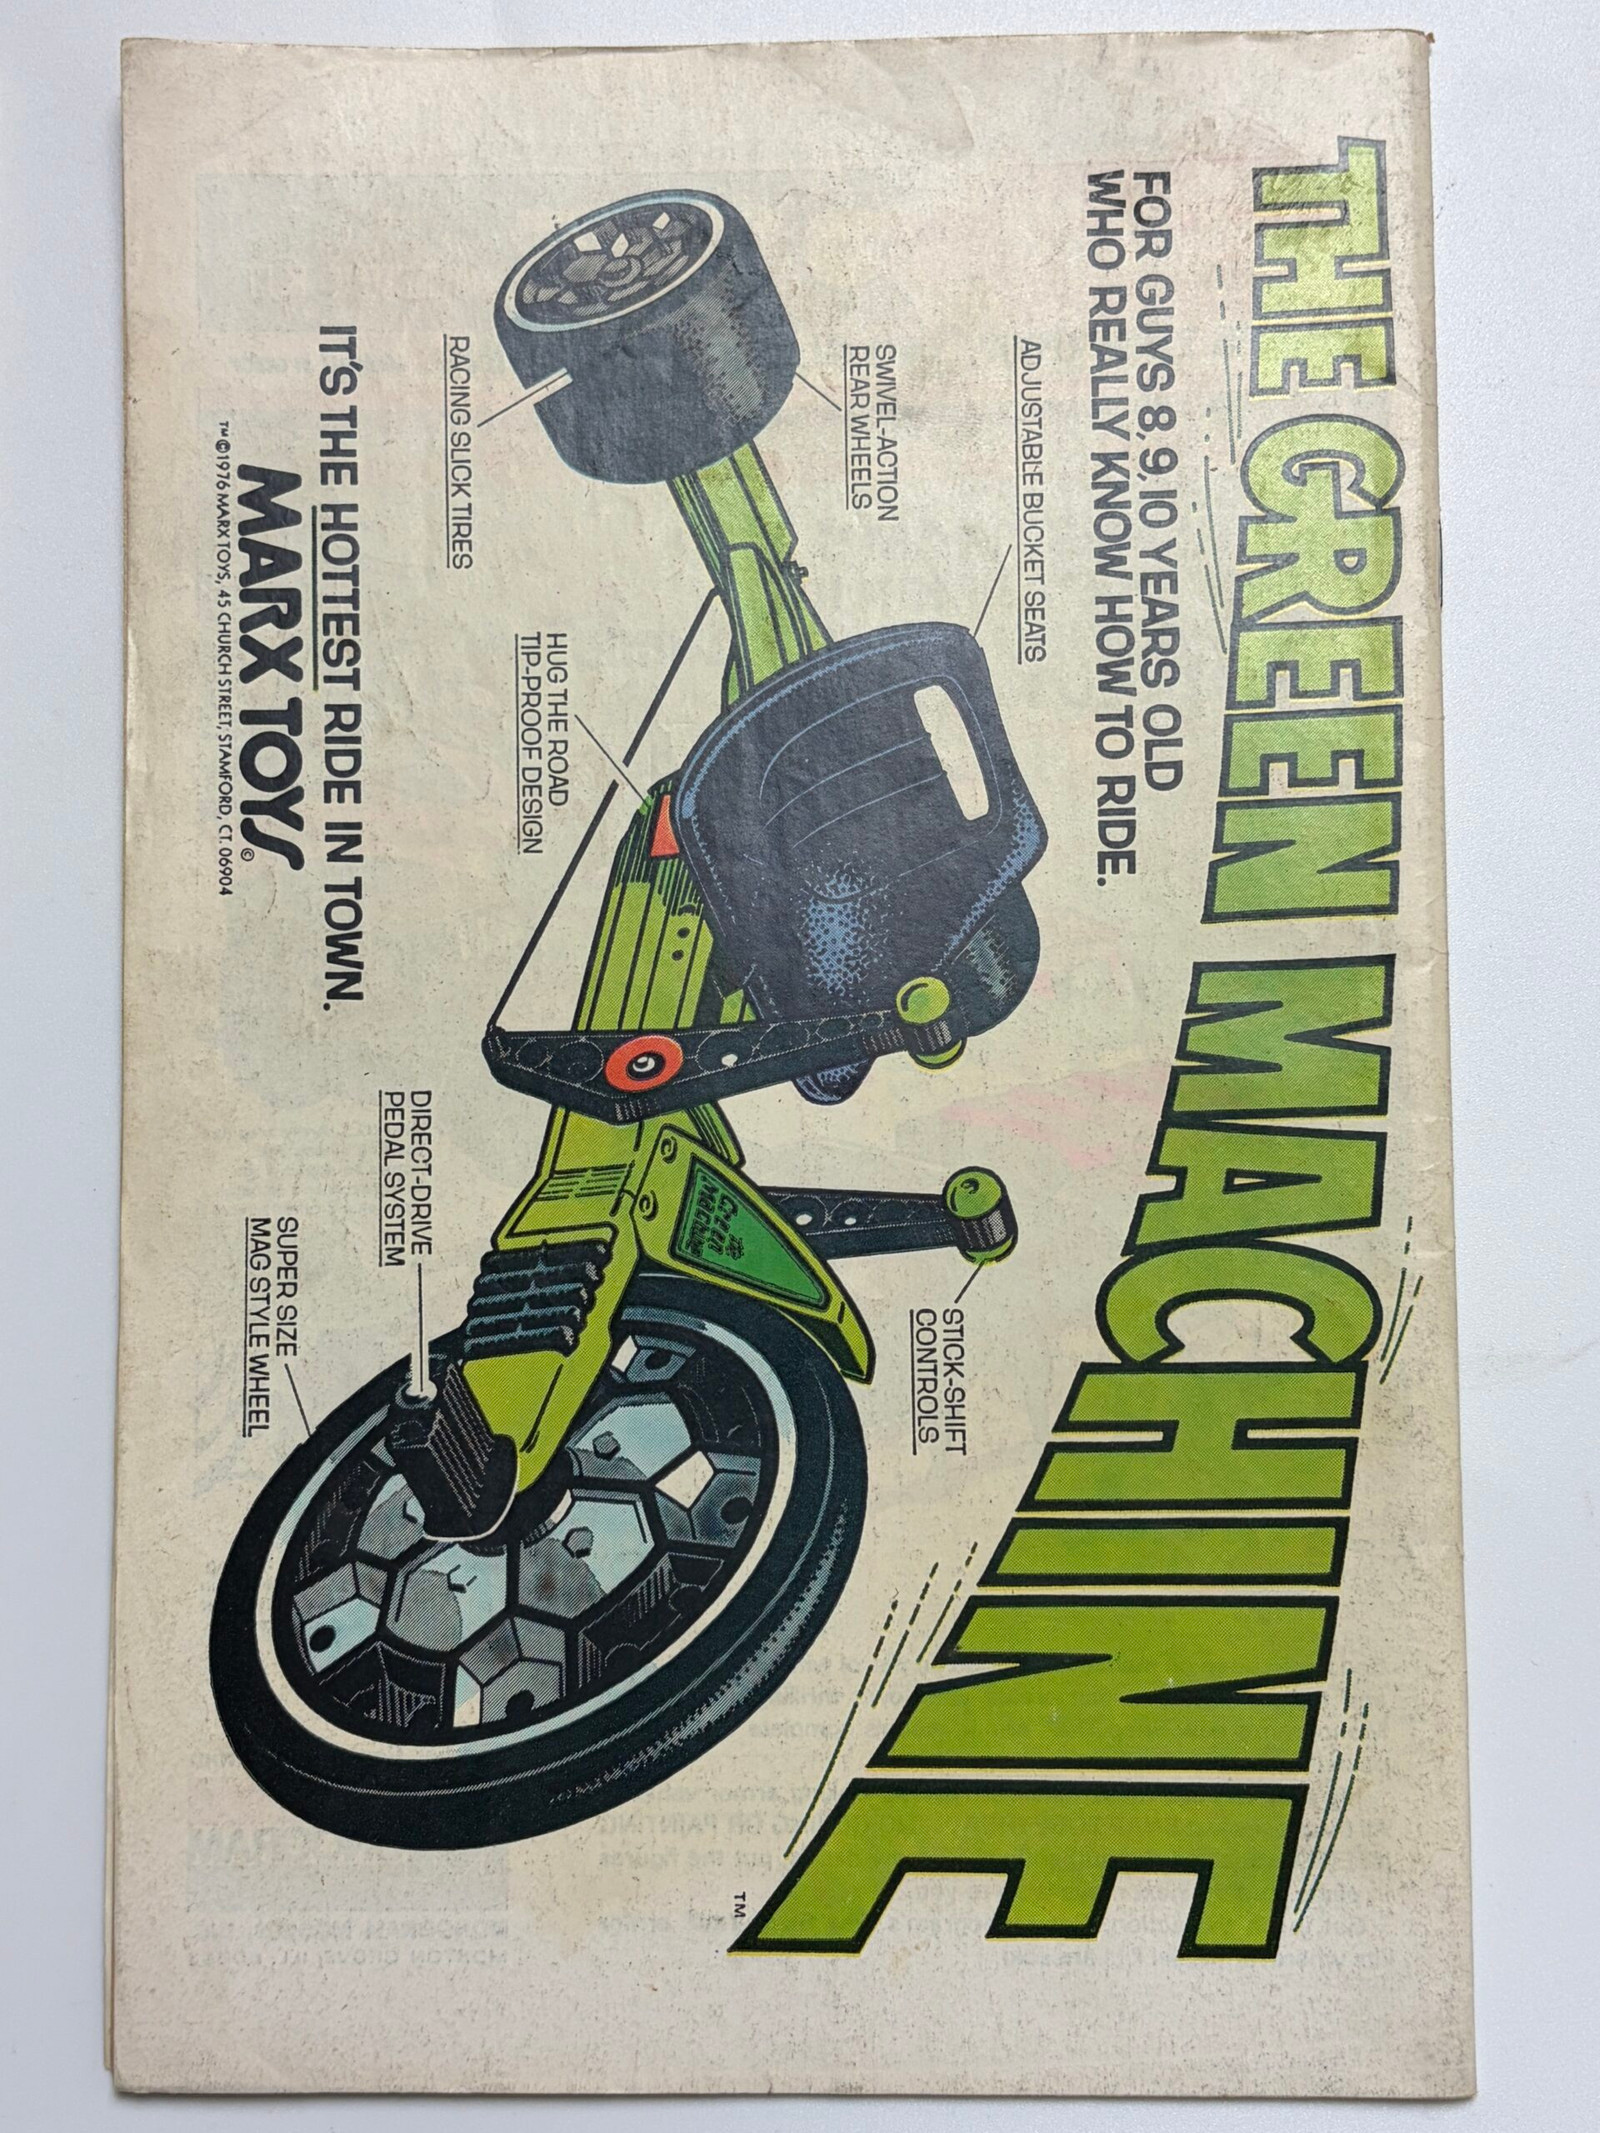 THE GREEN MACHINE
TM
FOR GUYS 8, 9, 10 YEARS OLD
WHO REALLY KNOW HOW TO RIDE.
ADJUSTABLE BUCKET SEATS
SWIVEL-ACTION
REAR WHEELS
STICK-SHIFT
CONTROLS
Green
Machine
HUG THE ROAD
TIP-PROOF DESIGN
RACING SLICK TIRES
DIRECT-DRIVE
PEDAL SYSTEM
SUPER SIZE
MAG STYLE WHEEL
IT'S THE HOTTEST RIDE IN TOWN.
MARX TOYS©
™ © 1976 MARX TOYS, 45 CHURCH STREET, STAMFORD, CT. 06904